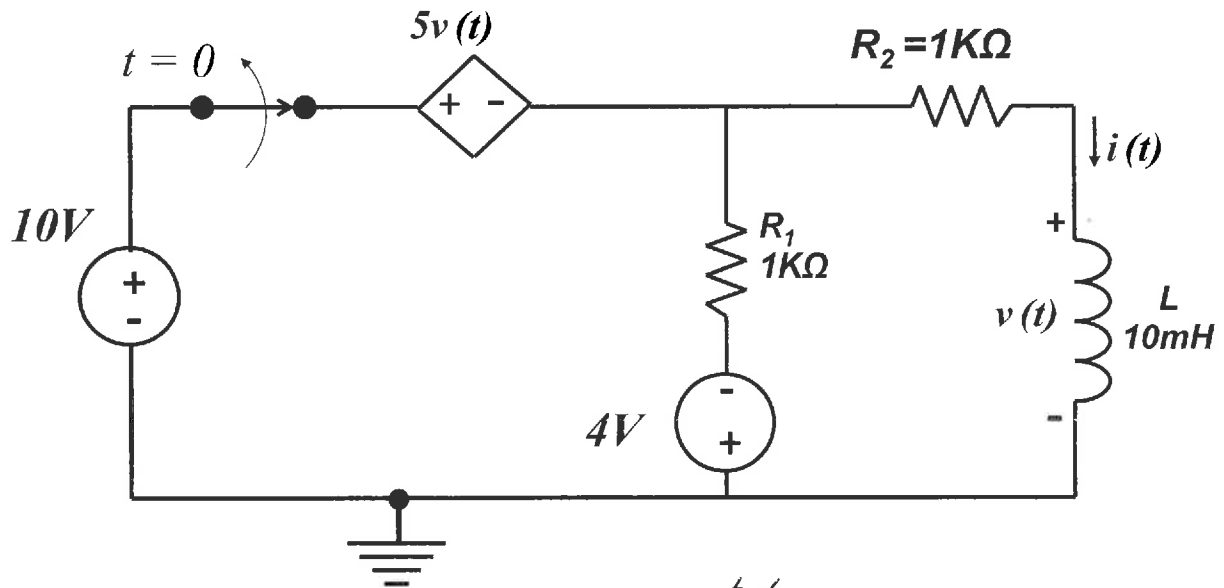 5v (t)
t = 0
R₂ =1KΩ
+ -
i (t)
10V
+
-
R₁
1KΩ
+
v (t)
-
L
10mH
4V
-
+